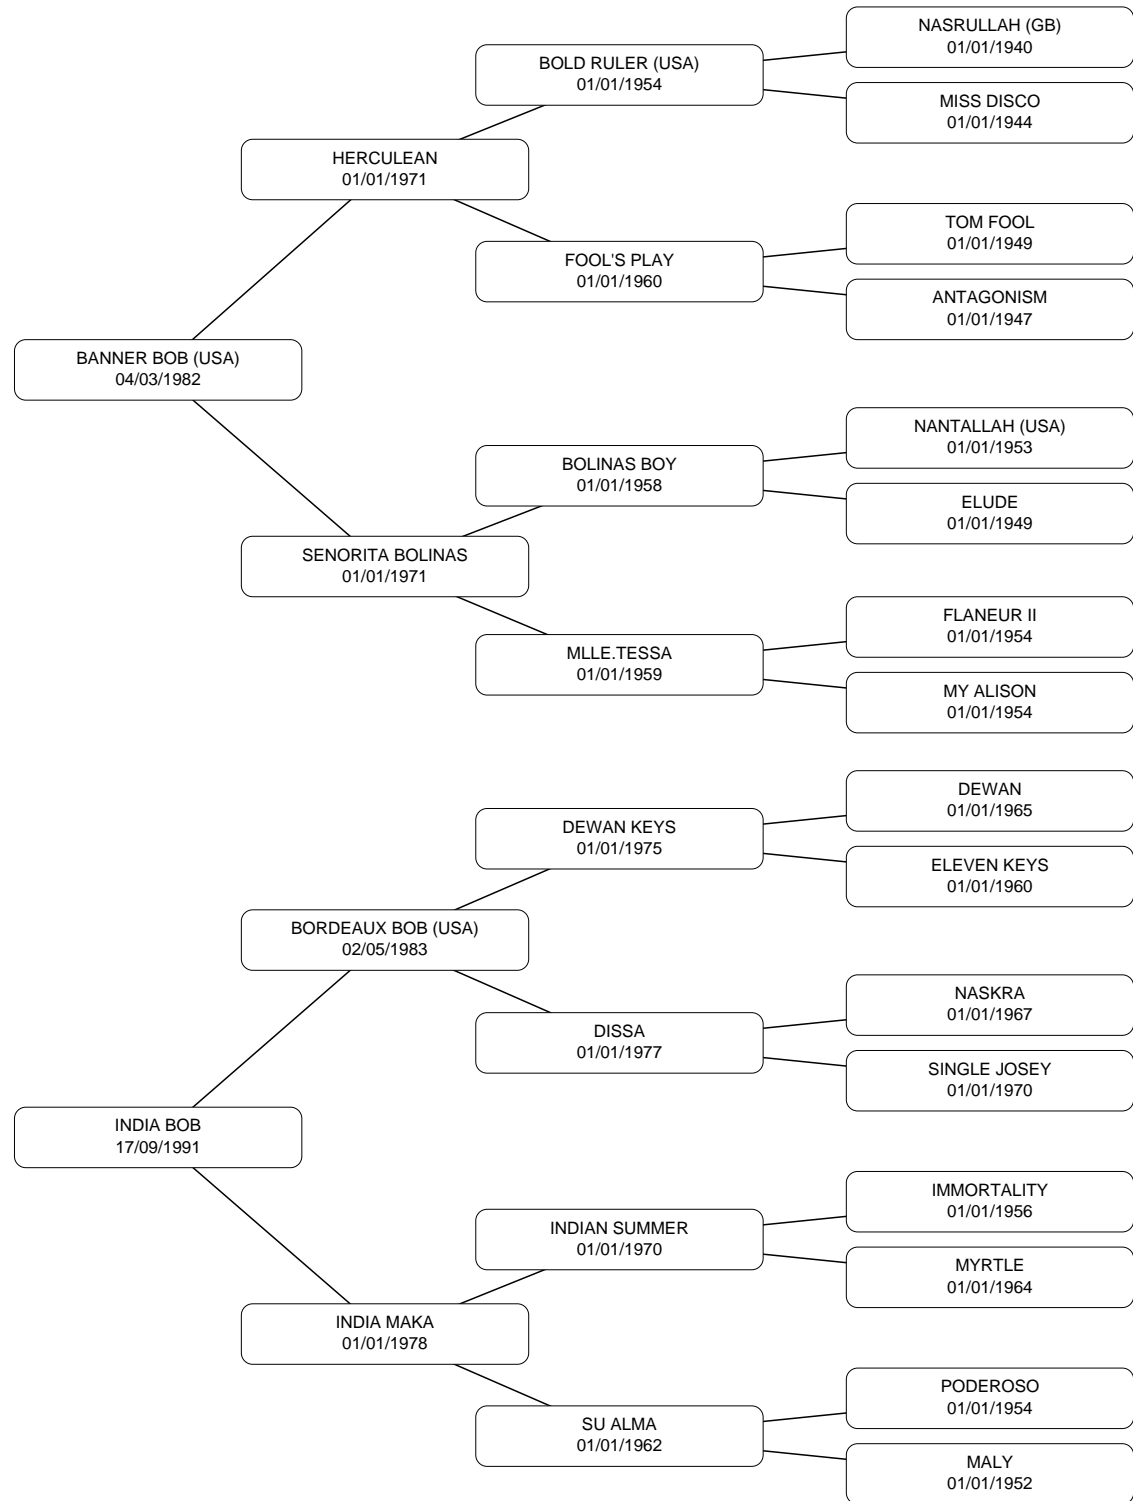 NASRULLAH (GB)
01/01/1940
BOLD RULER (USA)
01/01/1954
MISS DISCO
01/01/1944
HERCULEAN
01/01/1971
TOM FOOL
01/01/1949
FOOL'S PLAY
01/01/1960
ANTAGONISM
01/01/1947
BANNER BOB (USA)
04/03/1982
NANTALLAH (USA)
01/01/1953
BOLINAS BOY
01/01/1958
ELUDE
01/01/1949
SENORITA BOLINAS
01/01/1971
FLANEUR II
01/01/1954
MLLE.TESSA
01/01/1959
MY ALISON
01/01/1954
DEWAN
01/01/1965
DEWAN KEYS
01/01/1975
ELEVEN KEYS
01/01/1960
BORDEAUX BOB (USA)
02/05/1983
NASKRA
01/01/1967
DISSA
01/01/1977
SINGLE JOSEY
01/01/1970
INDIA BOB
17/09/1991
IMMORTALITY
01/01/1956
INDIAN SUMMER
01/01/1970
MYRTLE
01/01/1964
INDIA MAKA
01/01/1978
PODEROSO
01/01/1954
SU ALMA
01/01/1962
MALY
01/01/1952